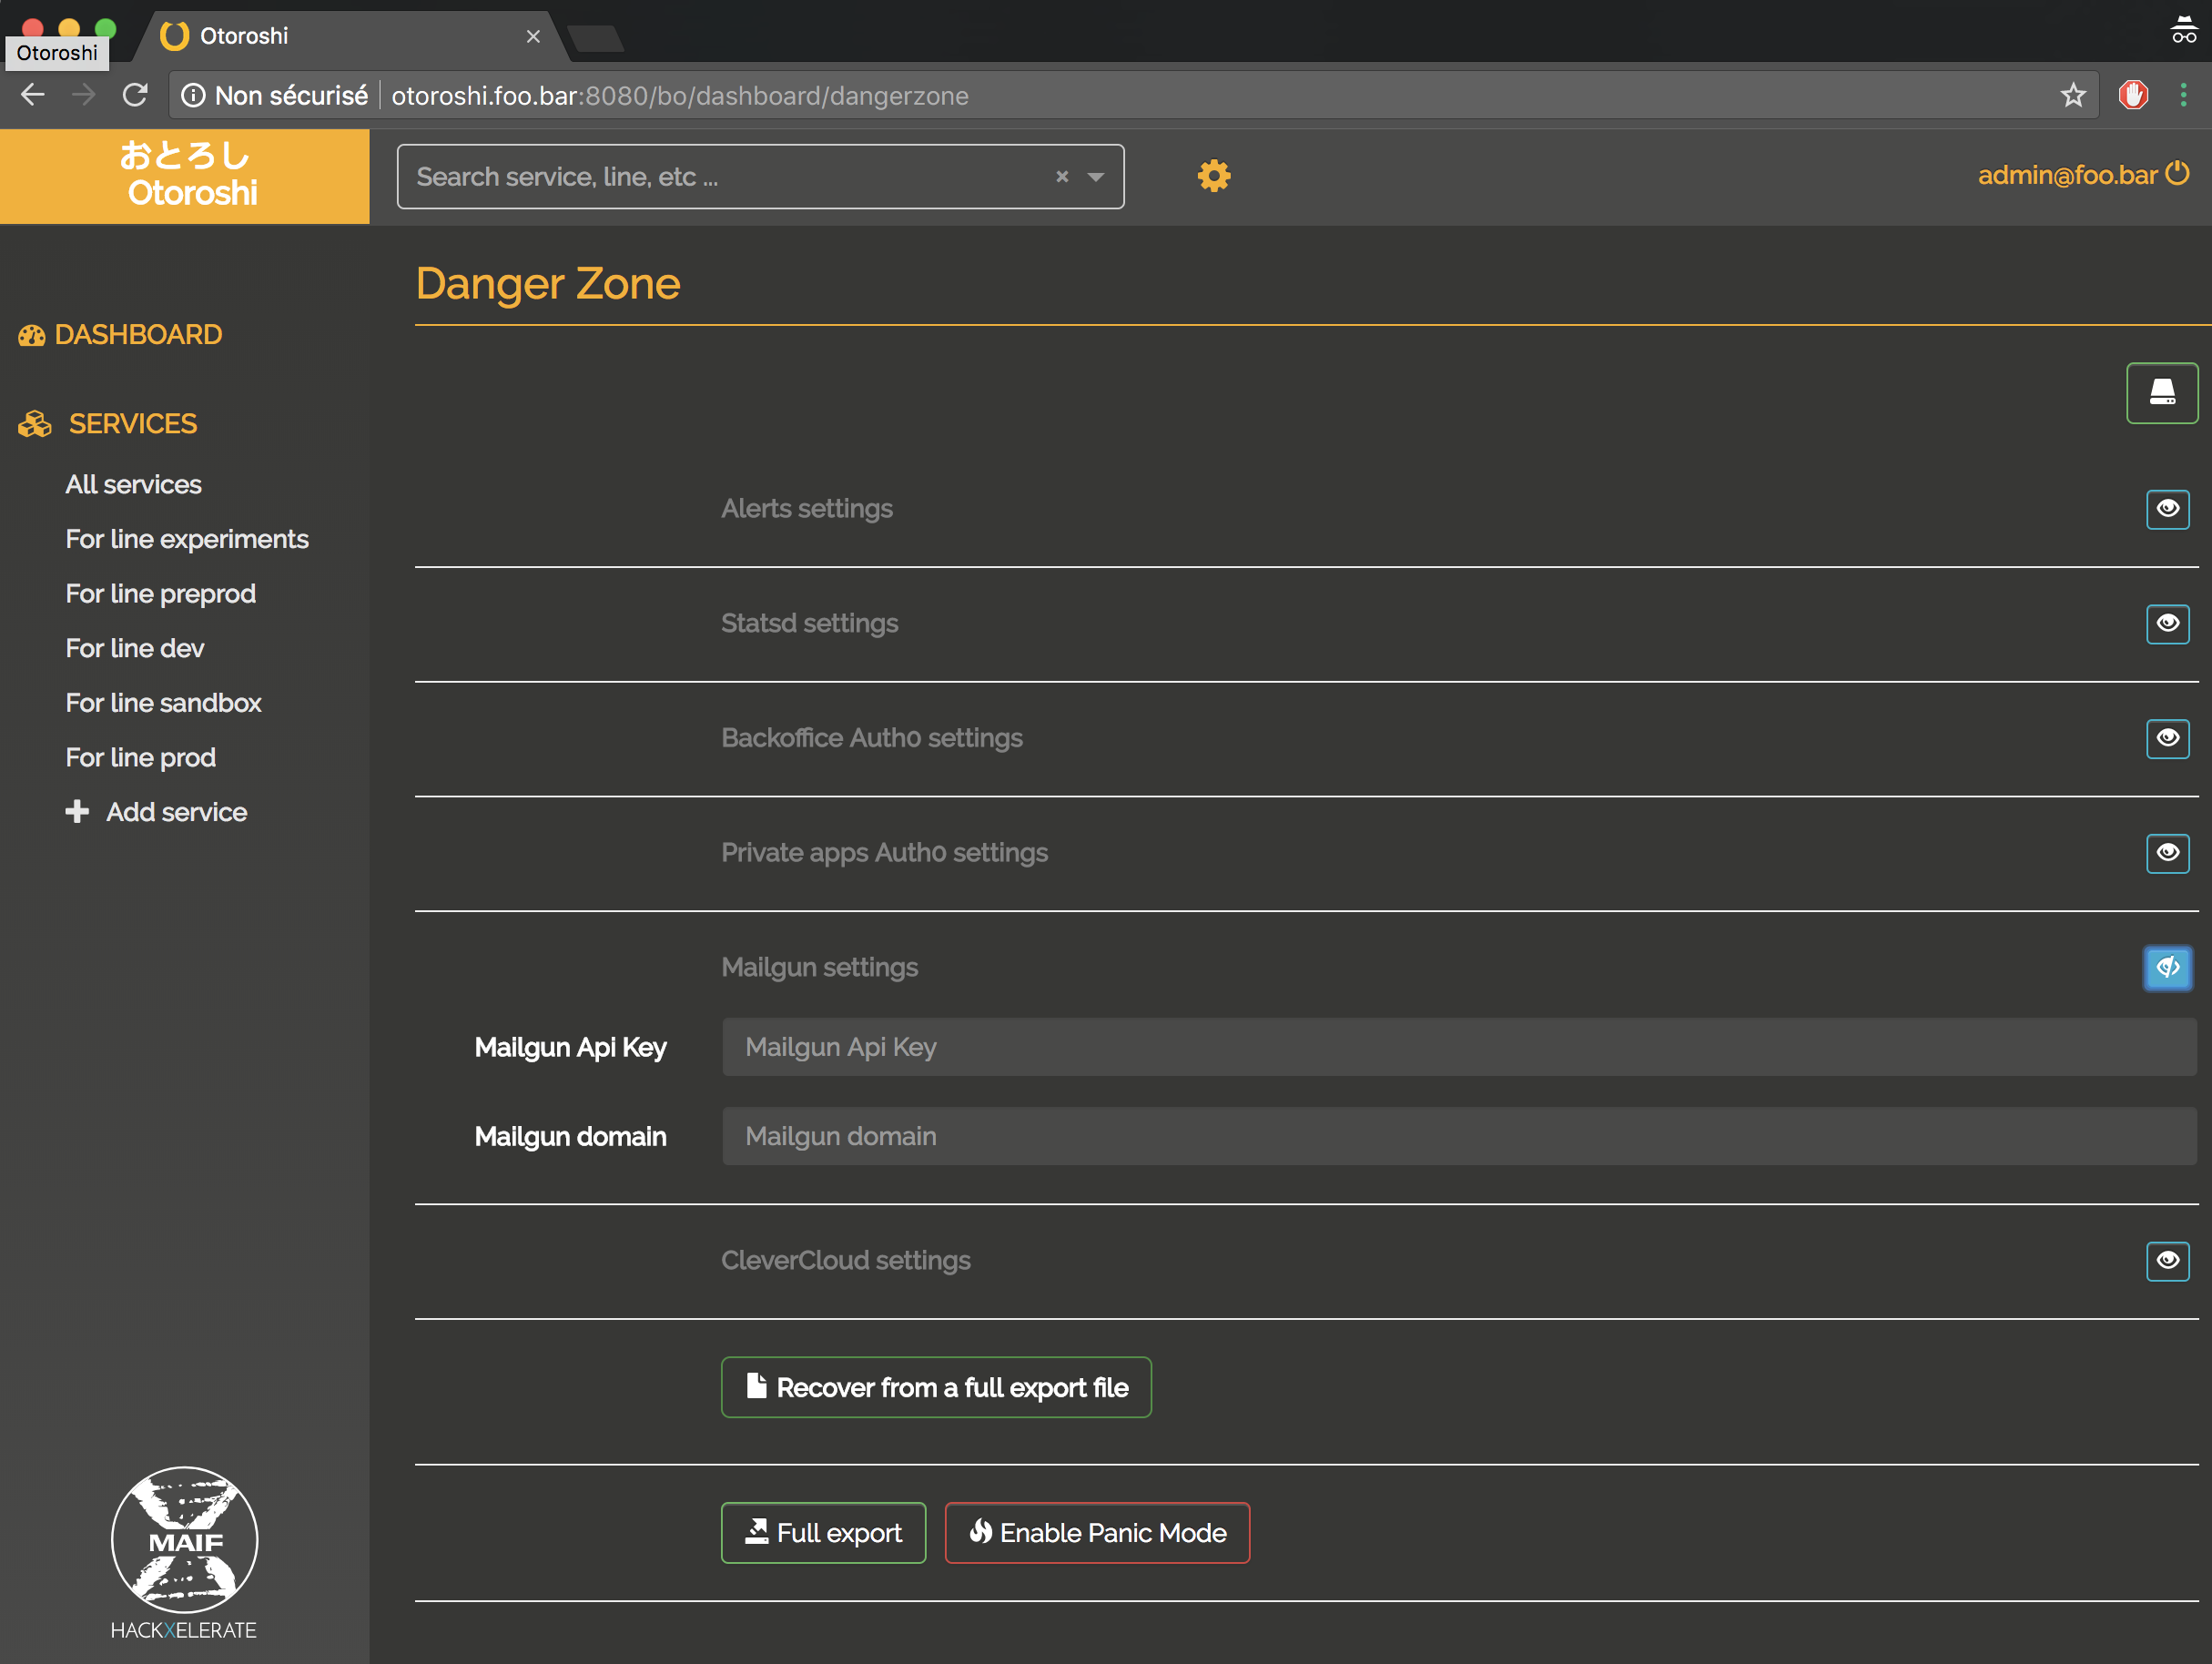 Otoroshi
Otoroshi
Non sécurisé
otoroshi.foo.bar:8080/bo/dashboard/dangerzone
おとろし
Otoroshi
Search service, line, etc ...
admin@foo.bar
Danger Zone
DASHBOARD
SERVICES
All services
For line experiments
For line preprod
For line dev
For line sandbox
For line prod
Add service
Alerts settings
Statsd settings
Backoffice Auth0 settings
Private apps Auth0 settings
Mailgun settings
Mailgun Api Key
Mailgun Api Key
Mailgun domain
Mailgun domain
CleverCloud settings
Recover from a full export file
Full export
Enable Panic Mode
MAIF
HACKXELERATE